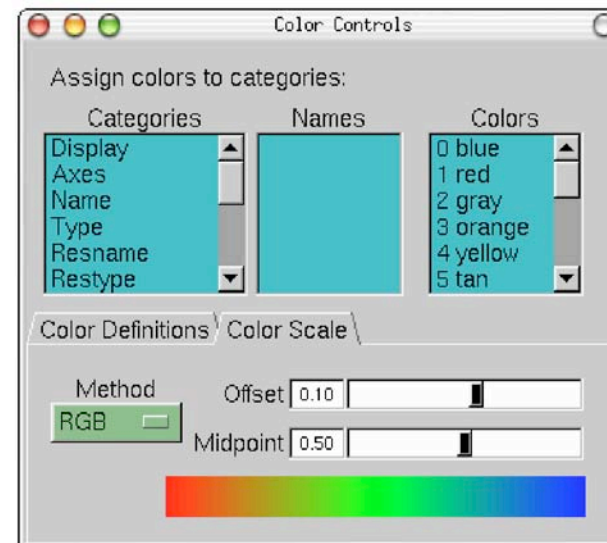 Color Controls
Assign colors to categories:
Categories
Names
Colors
Display
Axes
Name
Type
Resname
Restype
0 blue
1 red
2 gray
3 orange
4 yellow
5 tan
Color Definitions
Color Scale
Method
RGB
Offset 0.10
Midpoint 0.50